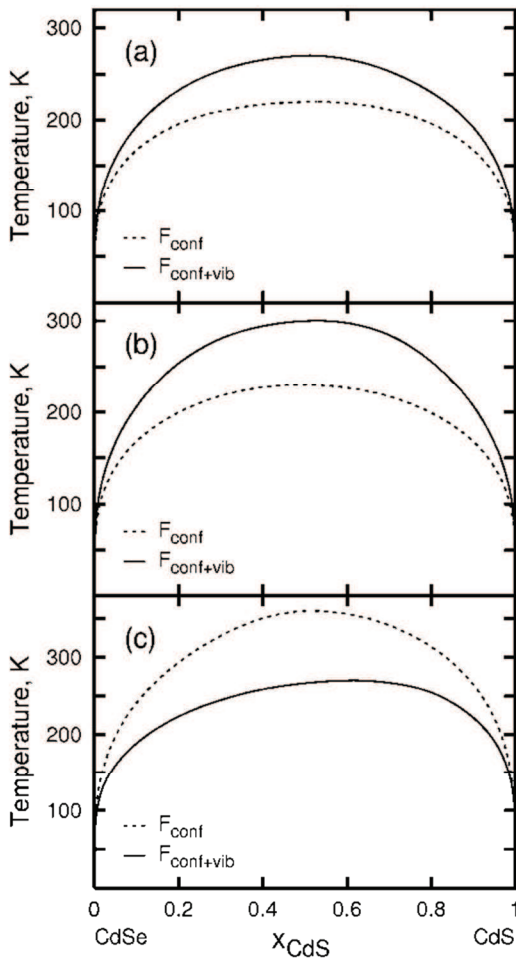 300
(a)
200
100
Temperature, K
F_conf
F_conf+vib
300
(b)
200
100
Temperature, K
F_conf
F_conf+vib
(c)
300
200
100
Temperature, K
F_conf
F_conf+vib
0 0.2 0.4 0.6 0.8 1
CdSe x_CdS CdS